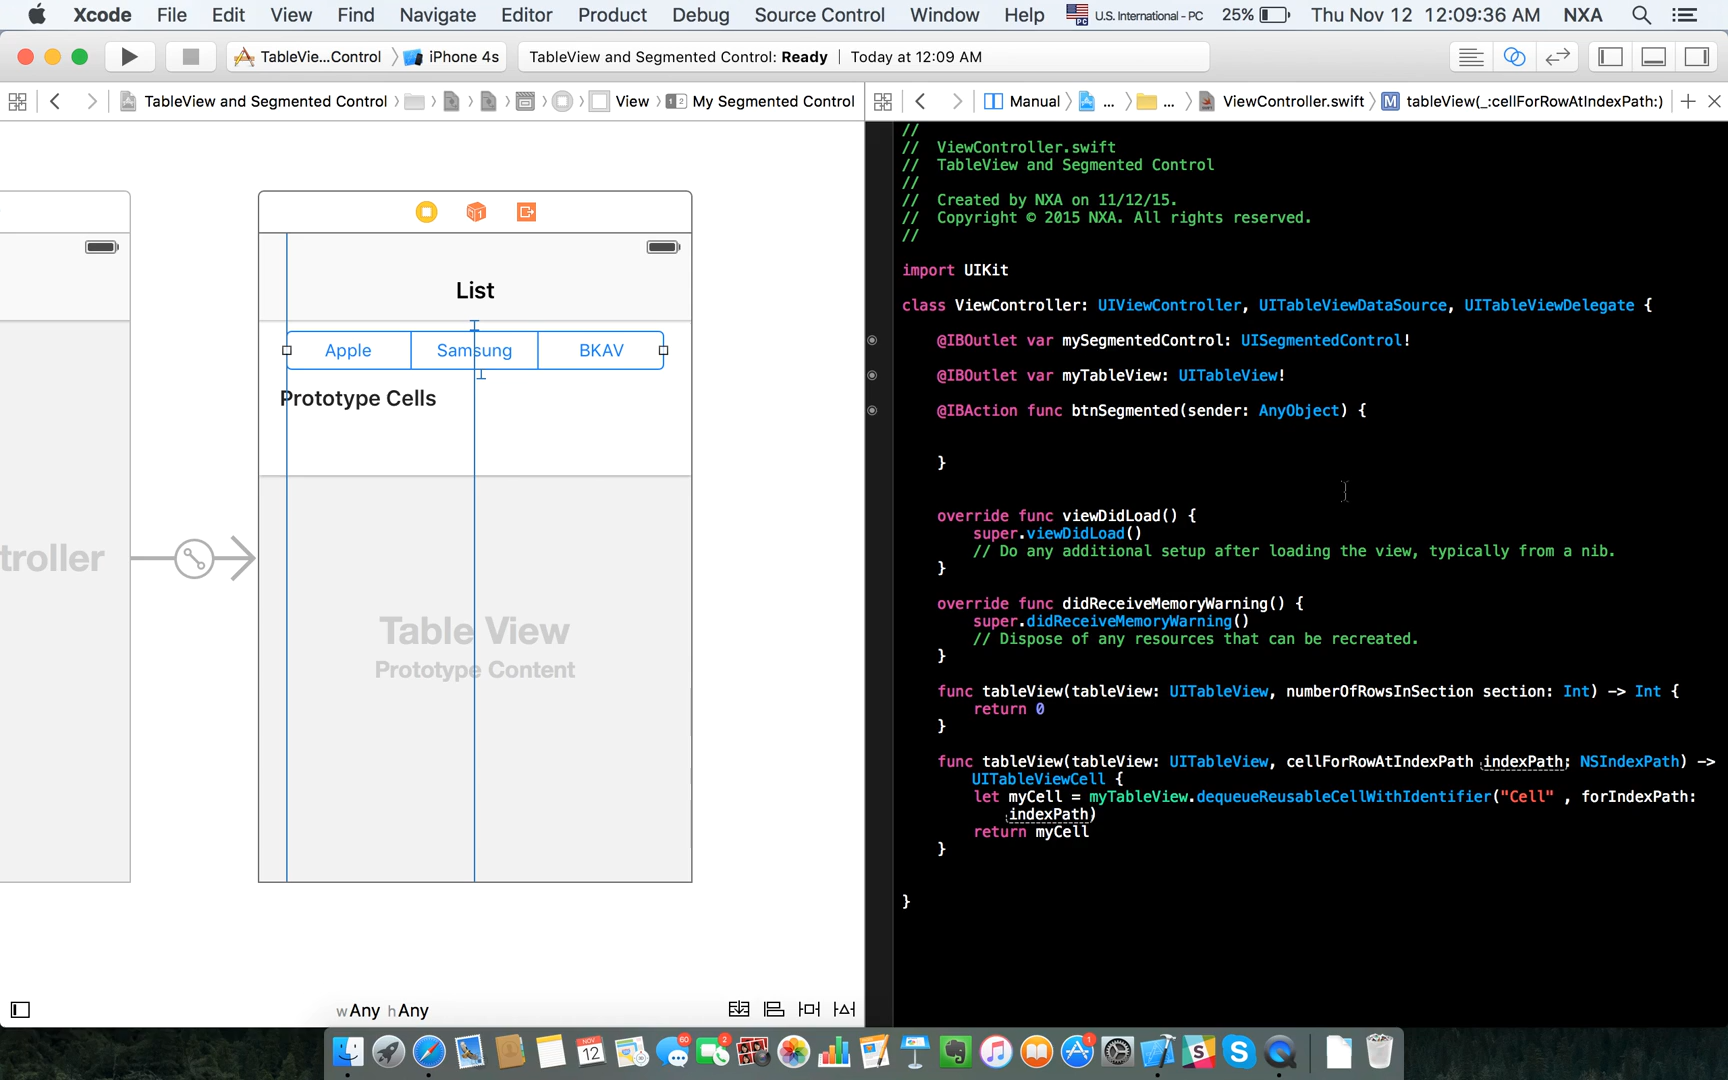 Xcode File Edit View Find Navigate Editor Product Debug Source Control Window Help U.S. International - PC 25% Thu Nov 12 12:09:36 AM NXA
TableVie...Control iPhone 4s TableView and Segmented Control: Ready Today at 12:09 AM
TableView and Segmented Control View My Segmented Control
Manual ... ... ViewController.swift M tableView(_:cellForRowAtIndexPath:)
List
Apple Samsung BKAV
Prototype Cells
troller
Table View
Prototype Content
wAny hAny
//
// ViewController.swift
// TableView and Segmented Control
//
// Created by NXA on 11/12/15.
// Copyright © 2015 NXA. All rights reserved.
//
import UIKit
class ViewController: UIViewController, UITableViewDataSource, UITableViewDelegate {
@IBOutlet var mySegmentedControl: UISegmentedControl!
@IBOutlet var myTableView: UITableView!
@IBAction func btnSegmented(sender: AnyObject) {
}
override func viewDidLoad() {
super.viewDidLoad()
// Do any additional setup after loading the view, typically from a nib.
}
override func didReceiveMemoryWarning() {
super.didReceiveMemoryWarning()
// Dispose of any resources that can be recreated.
}
func tableView(tableView: UITableView, numberOfRowsInSection section: Int) -> Int {
return 0
}
func tableView(tableView: UITableView, cellForRowAtIndexPath indexPath: NSIndexPath) ->
UITableViewCell {
let myCell = myTableView.dequeueReusableCellWithIdentifier("Cell" , forIndexPath:
indexPath)
return myCell
}
}
NOV
12
60
2
1